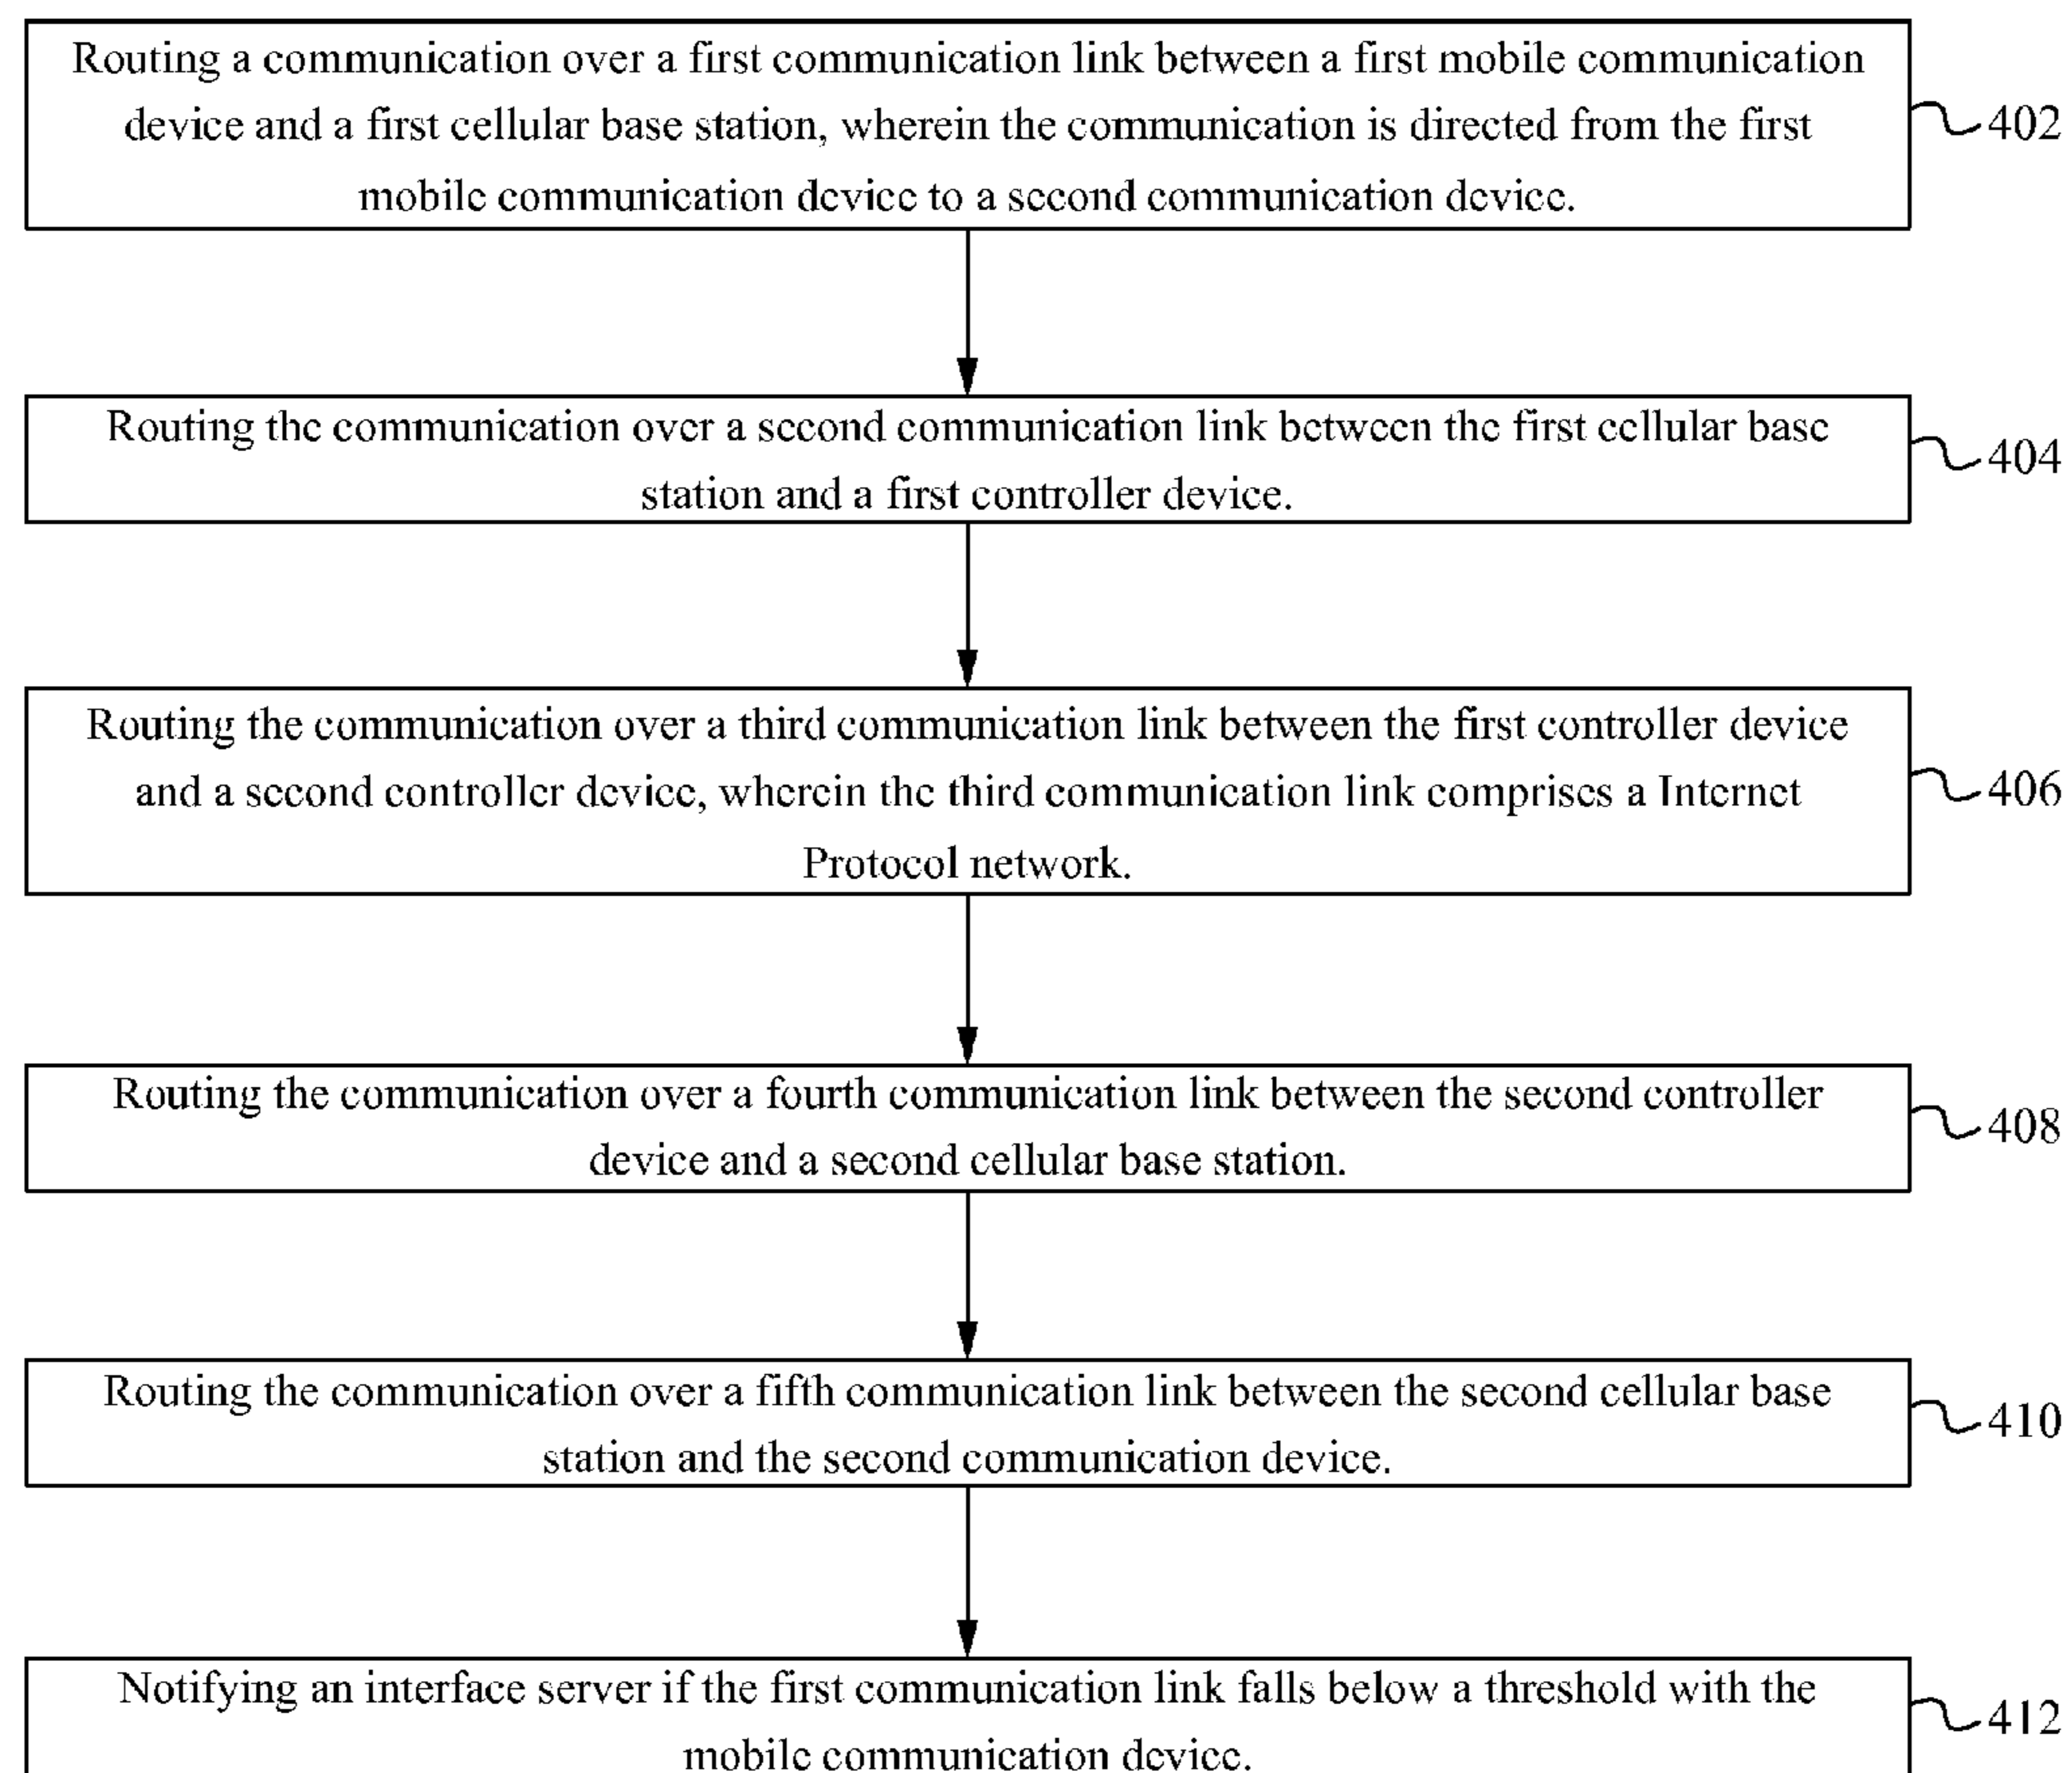 Routing a communication over a first communication link between a first mobile communication
device and a first cellular base station, wherein the communication is directed from the first
mobile communication device to a second communication device.
402
Routing the communication over a second communication link between the first cellular base
station and a first controller device.
404
Routing the communication over a third communication link between the first controller device
and a second controller device, wherein the third communication link comprises a Internet
Protocol network.
406
Routing the communication over a fourth communication link between the second controller
device and a second cellular base station.
408
Routing the communication over a fifth communication link between the second cellular base
station and the second communication device.
410
Notifying an interface server if the first communication link falls below a threshold with the
mobile communication device.
412